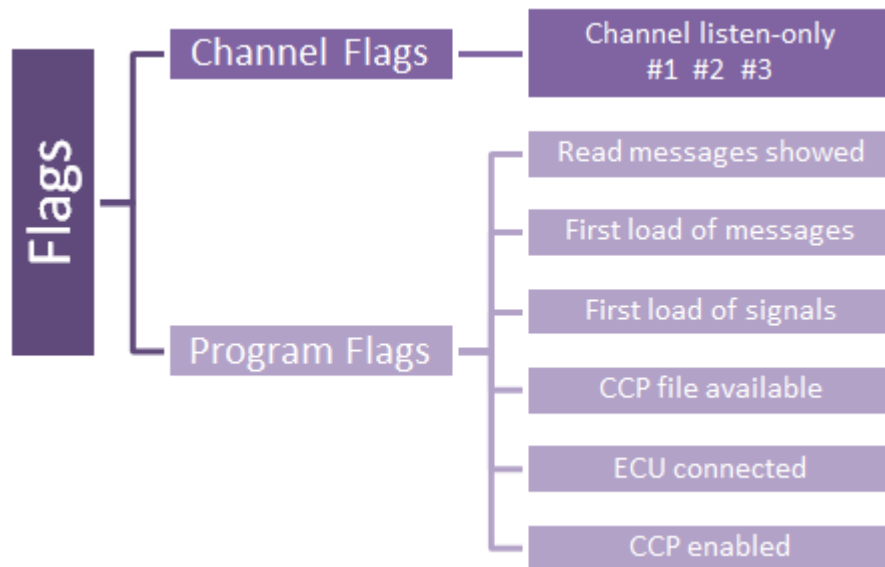 Flags
Channel Flags
Channel listen-only
#1 #2 #3
Program Flags
Read messages showed
First load of messages
First load of signals
CCP file available
ECU connected
CCP enabled